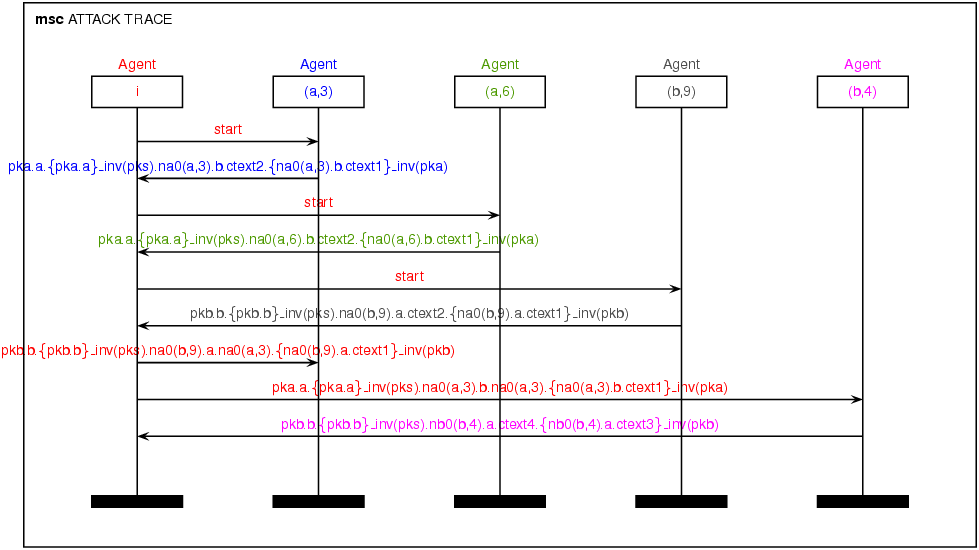 msc ATTACK TRACE
Agent Agent Agent Agent Agent
i (a,3) (a,6) (b,9) (b,4)
start
pka.a.{pka.a}_inv(pks).na0(a,3).b.ctext2.{na0(a,3).b.ctext1}_inv(pka)
start
pka.a.{pka.a}_inv(pks).na0(a,6).b.ctext2.{na0(a,6).b.ctext1}_inv(pka)
start
pkb.b.{pkb.b}_inv(pks).na0(b,9).a.ctext2.{na0(b,9).a.ctext1}_inv(pkb)
pkb.b.{pkb.b}_inv(pks).na0(b,9).a.na0(a,3).{na0(b,9).a.ctext1}_inv(pkb)
pka.a.{pka.a}_inv(pks).na0(a,3).b.na0(a,3).{na0(a,3).b.ctext1}_inv(pka)
pkb.b.{pkb.b}_inv(pks).nb0(b,4).a.ctext4.{nb0(b,4).a.ctext3}_inv(pkb)